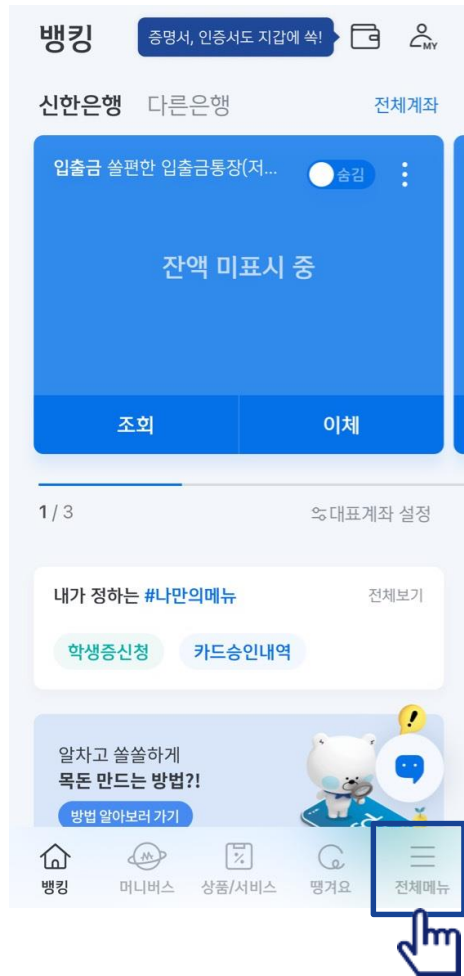 뱅킹
증명서, 인증서도 지갑에 쏙!
MY
신한은행 다른은행 전체계좌
입출금 쏠편한 입출금통장(저...
숨김
잔액 미표시 중
조회 이체
1 / 3 대표계좌 설정
내가 정하는 #나만의메뉴 전체보기
학생증신청 카드승인내역
알차고 쏠쏠하게
목돈 만드는 방법?!
방법 알아보러 가기
뱅킹 머니버스 상품/서비스 땡겨요 전체메뉴